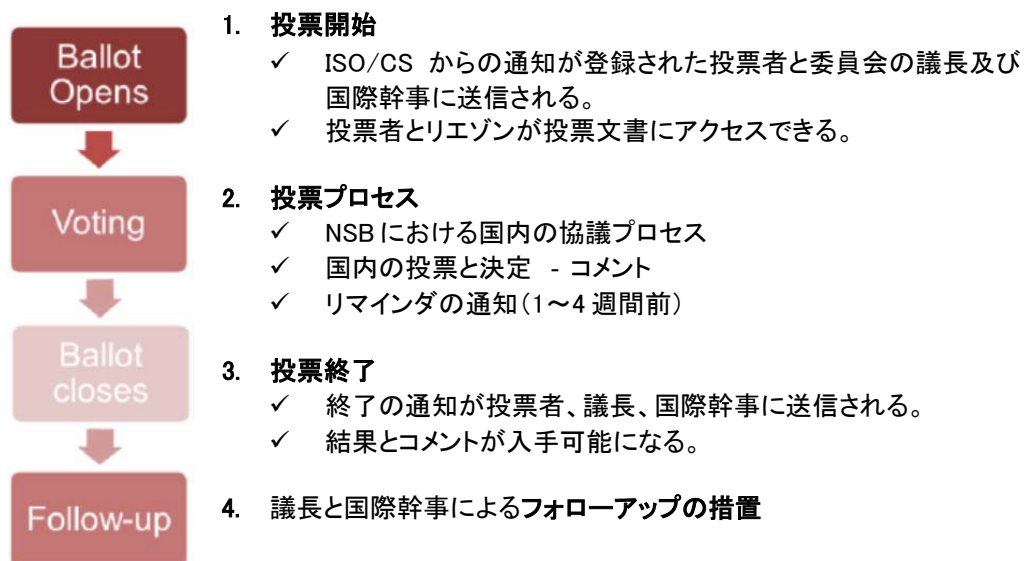 Ballot
Opens
Voting
Ballot
closes
Follow-up
1. 投票開始
✓ ISO/CS からの通知が登録された投票者と委員会の議長及び
国際幹事に送信される。
✓ 投票者とリエゾンが投票文書にアクセスできる。
2. 投票プロセス
✓ NSBにおける国内の協議プロセス
✓ 国内の投票と決定 - コメント
✓ リマインダの通知(1~4週間前)
3. 投票終了
✓ 終了の通知が投票者、議長、国際幹事に送信される。
✓ 結果とコメントが入手可能になる。
4. 議長と国際幹事によるフォローアップの措置